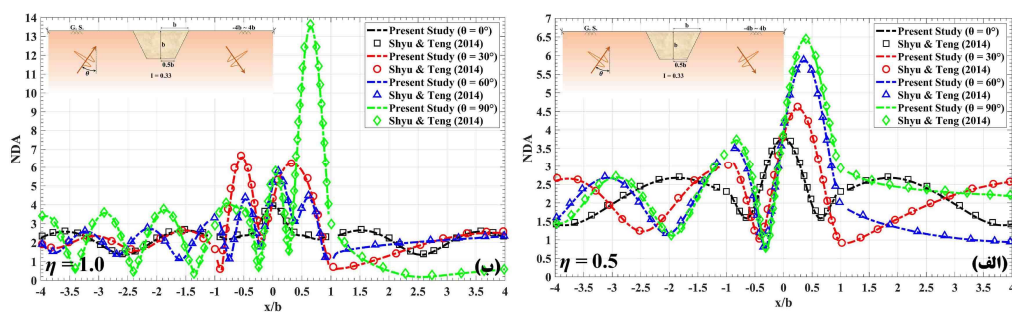 G. S.
b
-4b ~ 4b
b
0.5b
I = 0.33
θ
Present Study (θ = 0°)
Shyu & Teng (2014)
Present Study (θ = 30°)
Shyu & Teng (2014)
Present Study (θ = 60°)
Shyu & Teng (2014)
Present Study (θ = 90°)
Shyu & Teng (2014)
NDA
14
13
12
11
10
9
8
7
6
5
4
3
2
1
0
η = 1.0
(ب)
-4 -3.5 -3 -2.5 -2 -1.5 -1 -0.5 0 0.5 1 1.5 2 2.5 3 3.5 4
x/b
G. S.
b
-4b ~ 4b
b
0.5b
I = 0.33
θ
Present Study (θ = 0°)
Shyu & Teng (2014)
Present Study (θ = 30°)
Shyu & Teng (2014)
Present Study (θ = 60°)
Shyu & Teng (2014)
Present Study (θ = 90°)
Shyu & Teng (2014)
NDA
7
6.5
6
5.5
5
4.5
4
3.5
3
2.5
2
1.5
1
0.5
0
η = 0.5
(الف)
-4 -3.5 -3 -2.5 -2 -1.5 -1 -0.5 0 0.5 1 1.5 2 2.5 3 3.5 4
x/b